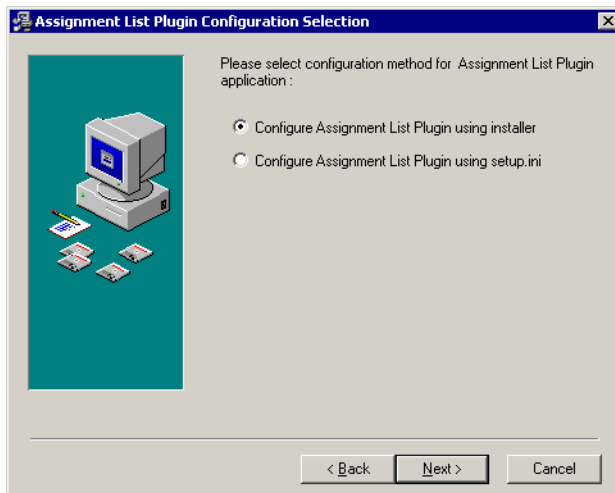 Assignment List Plugin Configuration Selection
Please select configuration method for  Assignment List Plugin
application :
Configure Assignment List Plugin using installer
Configure Assignment List Plugin using setup.ini
< Back
Next >
Cancel